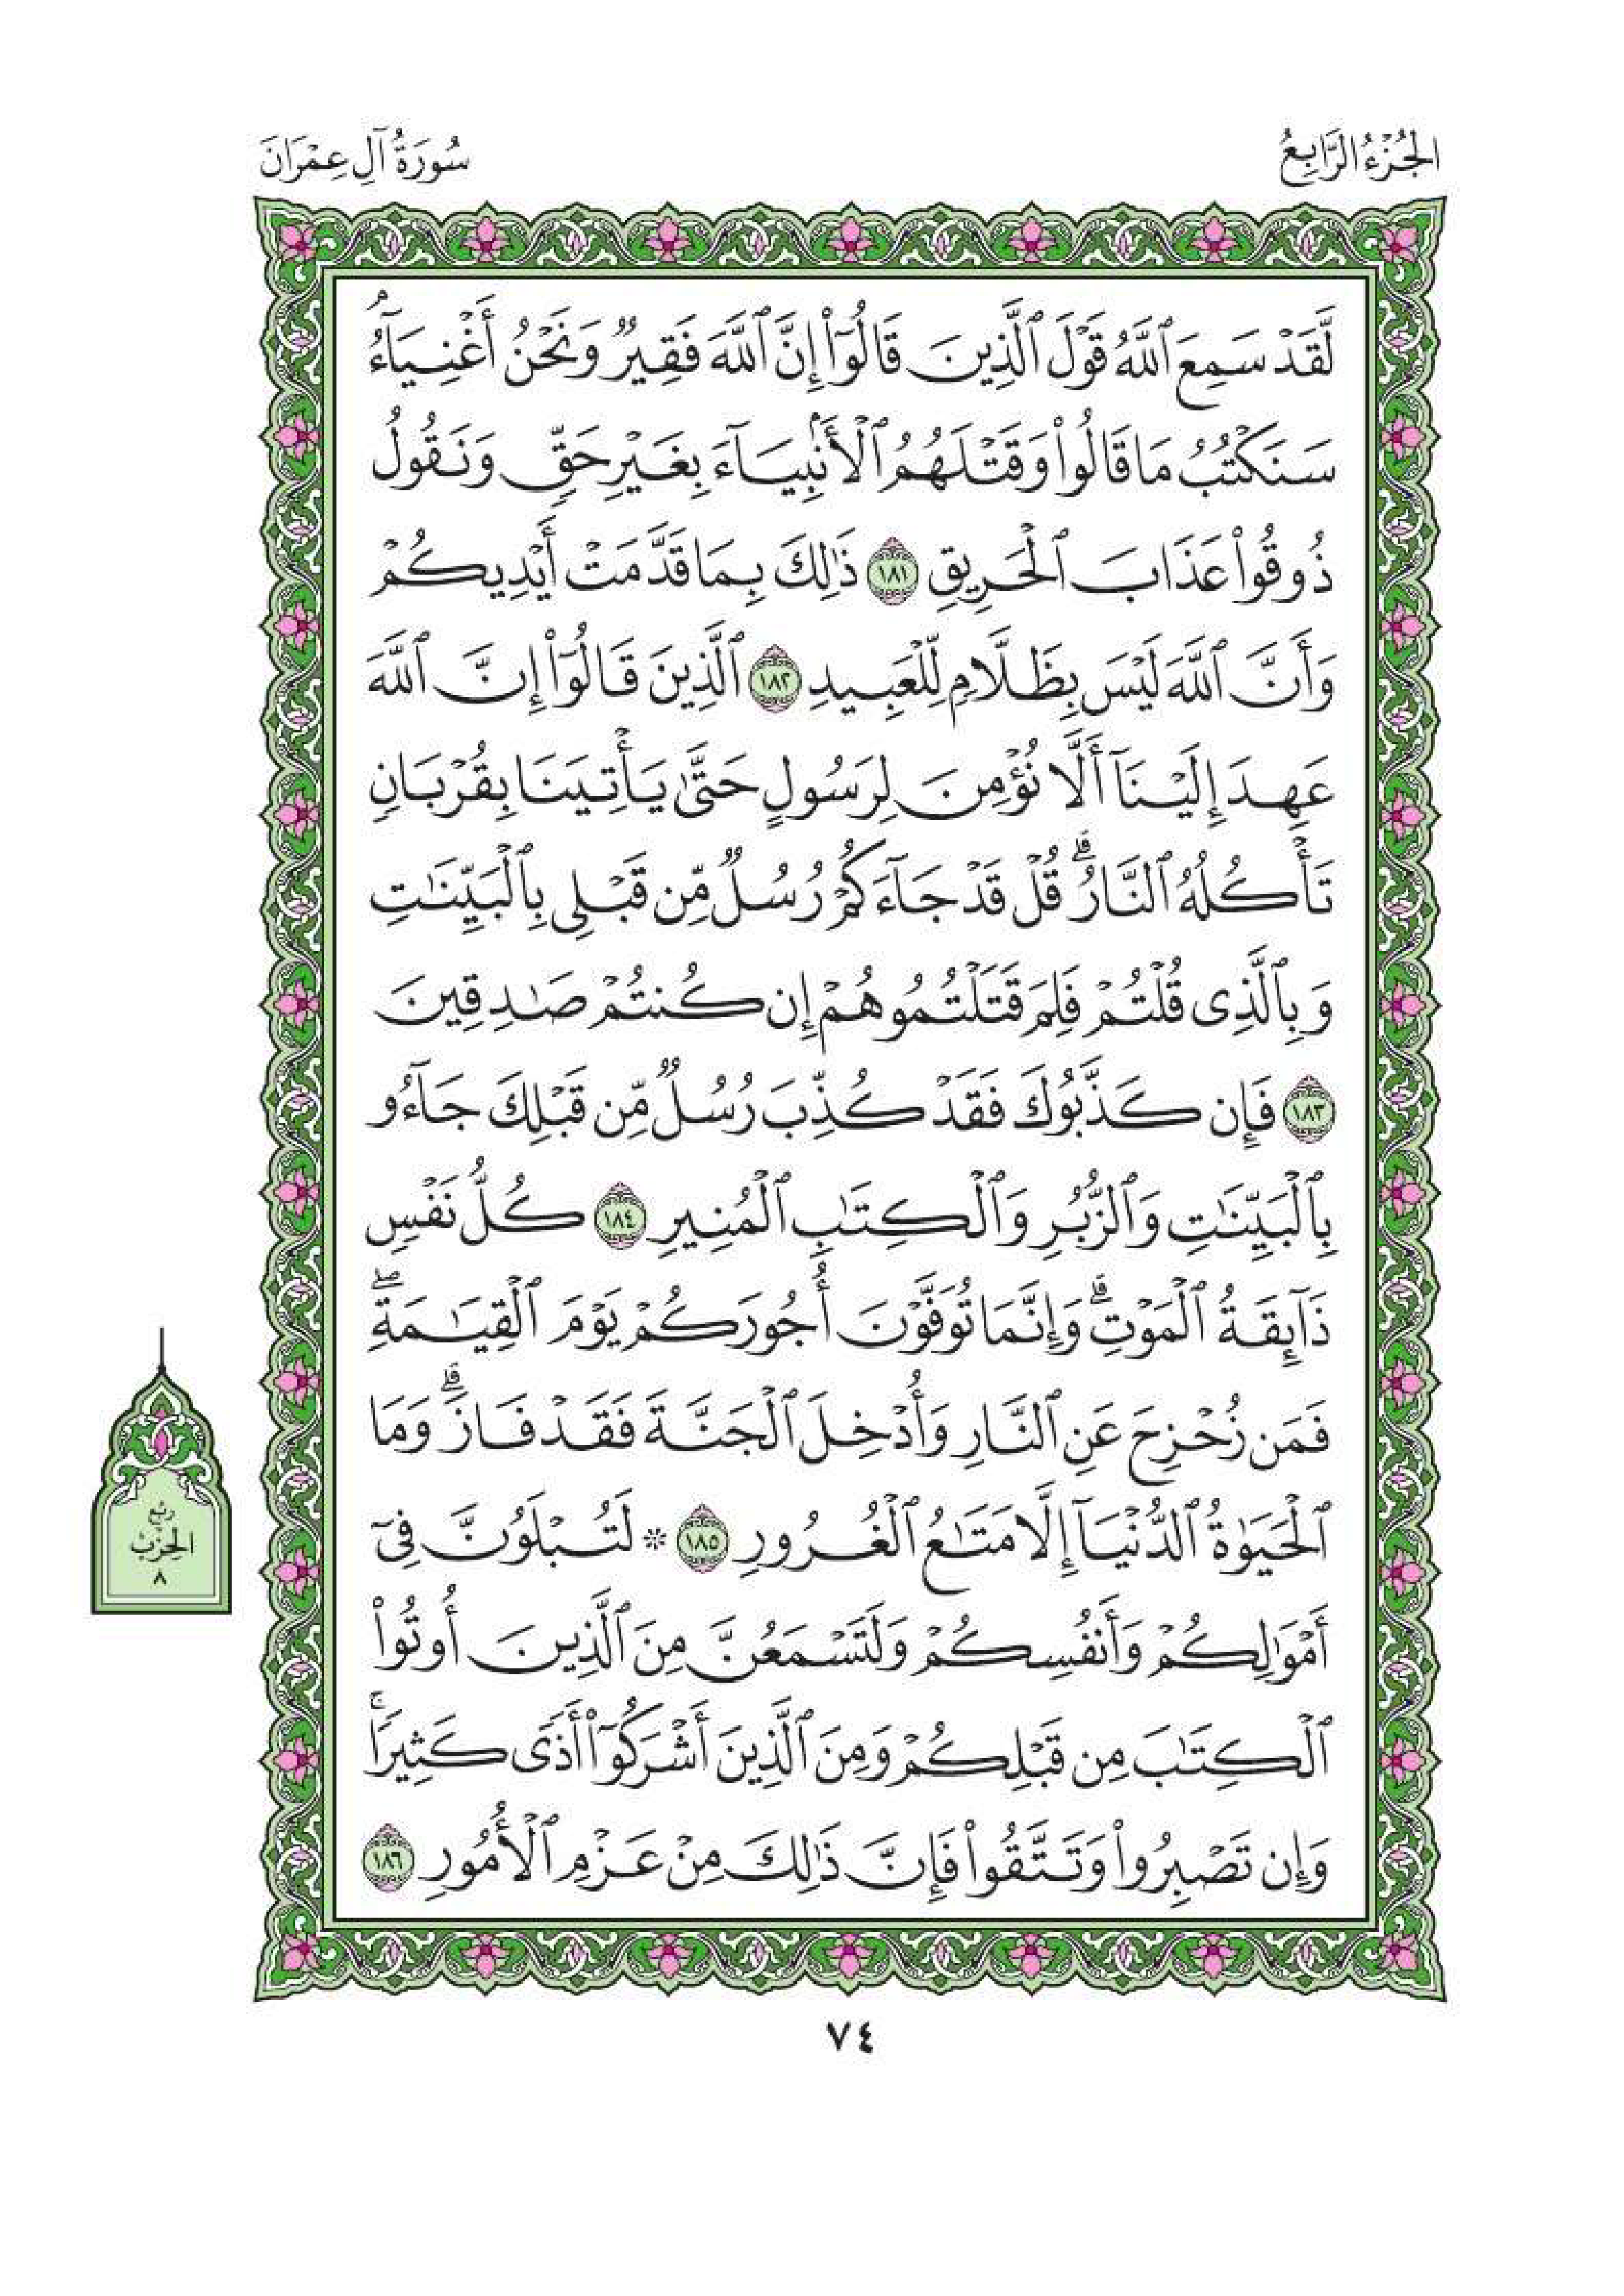 الجُزْءُ الرَّابِعُ
سُورَةُ آلِ عِمْرَانَ
لَّقَدْ سَمِعَ ٱللَّهُ قَوْلَ ٱلَّذِينَ قَالُوٓا۟ إِنَّ ٱللَّهَ فَقِيرٌ وَنَحْنُ أَغْنِيَآءُ ۘ
سَنَكْتُبُ مَا قَالُوا۟ وَقَتْلَهُمُ ٱلْأَنۢبِيَآءَ بِغَيْرِ حَقٍّ وَنَقُولُ
ذُوقُوا۟ عَذَابَ ٱلْحَرِيقِ ١٨١ ذَٰلِكَ بِمَا قَدَّمَتْ أَيْدِيكُمْ
وَأَنَّ ٱللَّهَ لَيْسَ بِظَلَّامٍ لِّلْعَبِيدِ ١٨٢ ٱلَّذِينَ قَالُوٓا۟ إِنَّ ٱللَّهَ
عَهِدَ إِلَيْنَآ أَلَّا نُؤْمِنَ لِرَسُولٍ حَتَّىٰ يَأْتِيَنَا بِقُرْبَانٍ
تَأْكُلُهُ ٱلنَّارُ ۗ قُلْ قَدْ جَآءَكُمْ رُسُلٌ مِّن قَبْلِى بِٱلْبَيِّنَٰتِ
وَبِٱلَّذِى قُلْتُمْ فَلِمَ قَتَلْتُمُوهُمْ إِن كُنتُمْ صَٰدِقِينَ
١٨٣ فَإِن كَذَّبُوكَ فَقَدْ كُذِّبَ رُسُلٌ مِّن قَبْلِكَ جَآءُو
بِٱلْبَيِّنَٰتِ وَٱلزُّبُرِ وَٱلْكِتَٰبِ ٱلْمُنِيرِ ١٨٤ كُلُّ نَفْسٍ
ذَآئِقَةُ ٱلْمَوْتِ ۗ وَإِنَّمَا تُوَفَّوْنَ أُجُورَكُمْ يَوْمَ ٱلْقِيَٰمَةِ ۖ
فَمَن زُحْزِحَ عَنِ ٱلنَّارِ وَأُدْخِلَ ٱلْجَنَّةَ فَقَدْ فَازَ ۗ وَمَا
ٱلْحَيَوٰةُ ٱلدُّنْيَآ إِلَّا مَتَٰعُ ٱلْغُرُورِ ١٨٥ ۞ لَتُبْلَوُنَّ فِىٓ
أَمْوَٰلِكُمْ وَأَنفُسِكُمْ وَلَتَسْمَعُنَّ مِنَ ٱلَّذِينَ أُوتُوا۟
ٱلْكِتَٰبَ مِن قَبْلِكُمْ وَمِنَ ٱلَّذِينَ أَشْرَكُوٓا۟ أَذًى كَثِيرًا ۚ
وَإِن تَصْبِرُوا۟ وَتَتَّقُوا۟ فَإِنَّ ذَٰلِكَ مِنْ عَزْمِ ٱلْأُمُورِ ١٨٦
رُبْع
الحِزْب
٨
٧٤